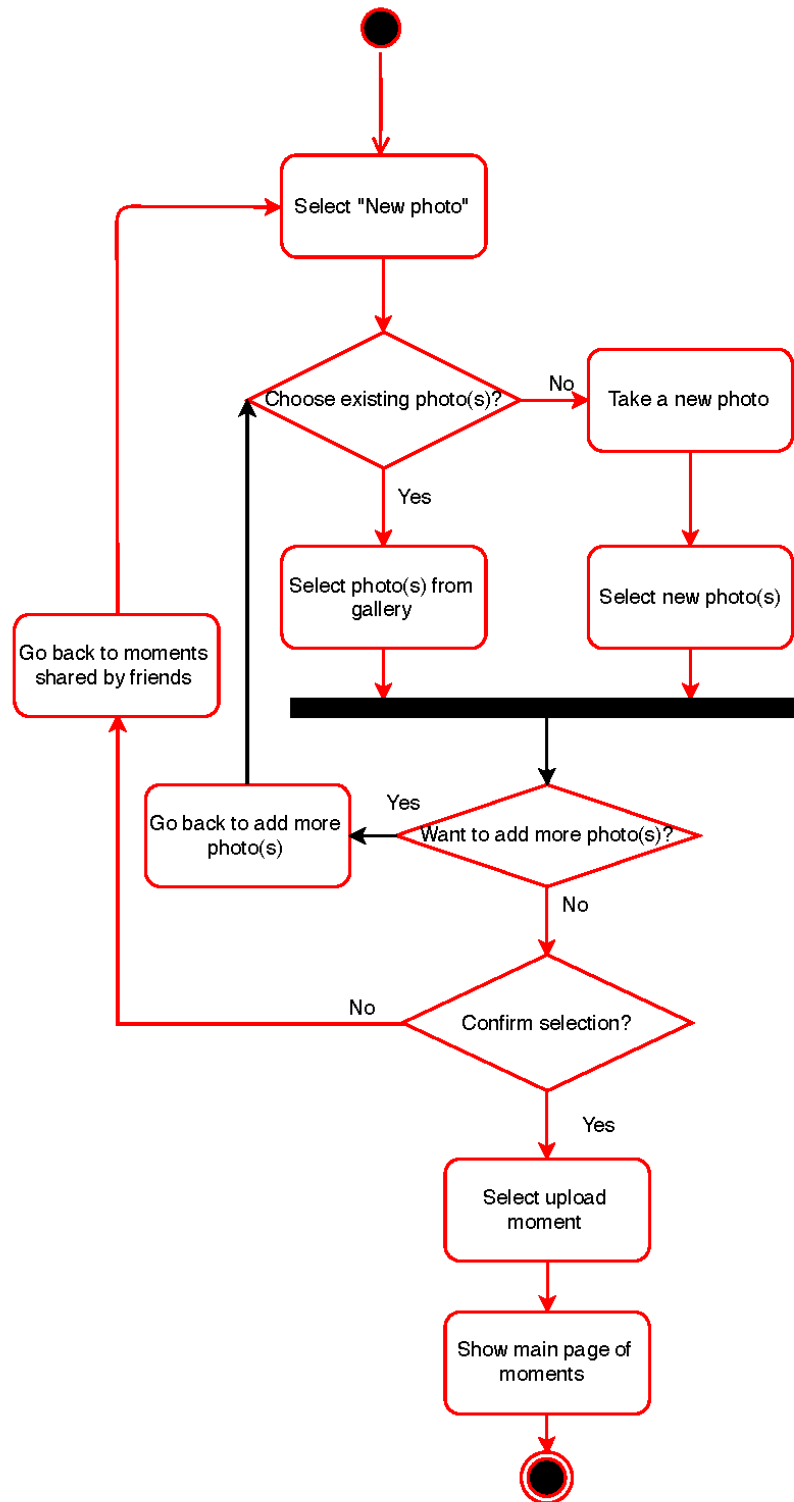 Select "New photo"
Choose existing photo(s)?
No
Take a new photo
Yes
Select photo(s) from
gallery
Select new photo(s)
Go back to moments
shared by friends
Go back to add more
photo(s)
Yes
Want to add more photo(s)?
No
No
Confirm selection?
Yes
Select upload
moment
Show main page of
moments